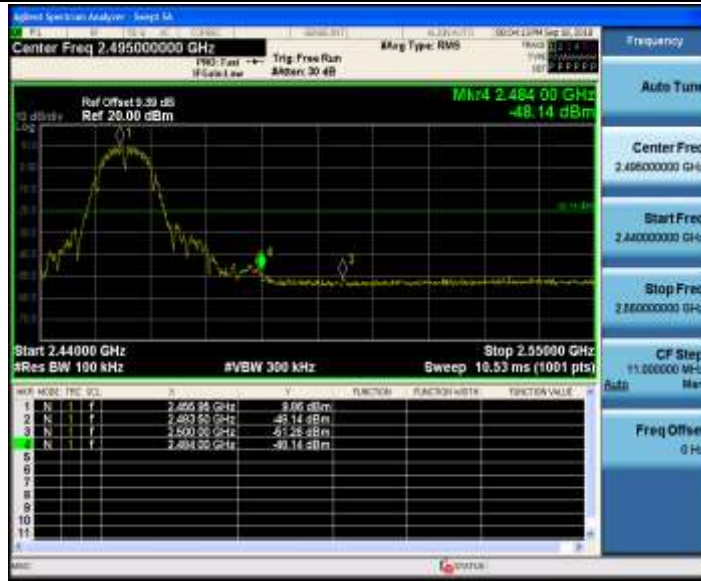 Agilent Spectrum Analyzer - Swept SA
Center Freq 2.495000000 GHz
PNO: Fast
IFGain:Low
Trig: Free Run
#Atten: 30 dB
#Avg Type: RMS
Frequency
Auto Tune
Ref Offset 9.39 dB
Ref 20.00 dBm
10 dB/div
Log
Mkr4 2.484 00 GHz
-48.14 dBm
1
4
3
Center Freq
2.495000000 GHz
Start Freq
2.440000000 GHz
Stop Freq
2.550000000 GHz
CF Step
11.000000 MHz
Auto Man
Freq Offset
0 Hz
Start 2.44000 GHz
Stop 2.55000 GHz
#Res BW 100 kHz
#VBW 300 kHz
Sweep 10.53 ms (1001 pts)
MKR MODE TRC SCL X Y FUNCTION FUNCTION WIDTH FUNCTION VALUE
1 N 1 f 2.455 95 GHz 9.06 dBm
2 N 1 f 2.483 50 GHz
3 N 1 f 2.500 00 GHz
4 N 1 f 2.484 00 GHz -48.14 dBm
5
6
7
8
9
10
11
MSG
STATUS